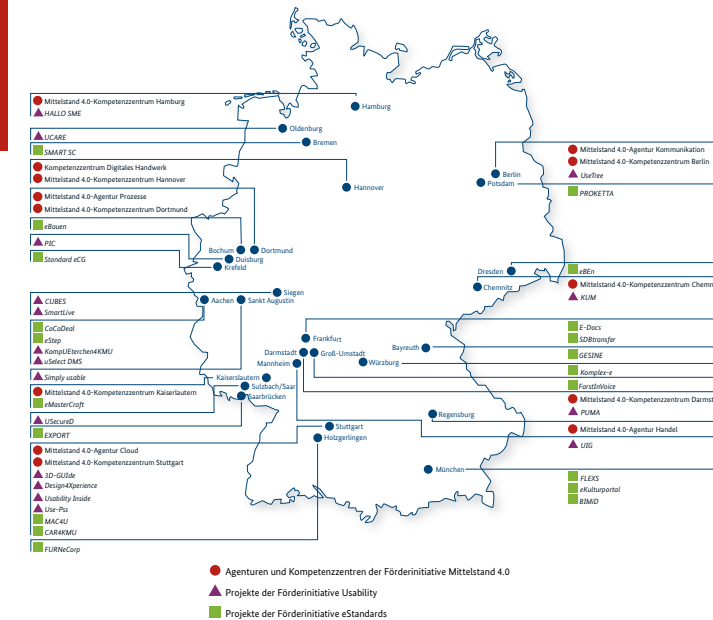 Mittelstand 4.0-Kompetenzzentrum Hamburg
HALLO SME
UCARE
SMART SC
Kompetenzzentrum Digitales Handwerk
Mittelstand 4.0-Kompetenzzentrum Hannover
Mittelstand 4.0-Agentur Prozesse
Mittelstand 4.0-Kompetenzzentrum Dortmund
eBauen
PIC
Standard eCG
CUBES
SmartLive
CoCoDeal
eStep
KompUEterchen4KMU
uSelect DMS
Simply usable
Mittelstand 4.0-Kompetenzzentrum Kaiserslautern
eMasterCraft
USecureD
EXPORT
Mittelstand 4.0-Agentur Cloud
Mittelstand 4.0-Kompetenzzentrum Stuttgart
3D-GUIde
Design4Xperience
Usability Inside
Use-Pss
MAC4U
CAR4KMU
FURNeCorp
Hamburg
Oldenburg
Bremen
Hannover
Berlin
Potsdam
Bochum
Dortmund
Duisburg
Krefeld
Dresden
Chemnitz
Siegen
Aachen
Sankt Augustin
Frankfurt
Darmstadt
Groß-Umstadt
Bayreuth
Mannheim
Würzburg
Kaiserslautern
Sulzbach/Saar
Saarbrücken
Regensburg
Stuttgart
Holzgerlingen
München
Mittelstand 4.0-Agentur Kommunikation
Mittelstand 4.0-Kompetenzzentrum Berlin
UseTree
PROKETTA
eBEn
Mittelstand 4.0-Kompetenzzentrum Chemn
KUM
E-Docs
SDBtransfer
GESINE
Komplex-e
ForstInVoice
Mittelstand 4.0-Kompetenzzentrum Darmst
PUMA
Mittelstand 4.0-Agentur Handel
UIG
FLEXS
eKulturportal
BIMiD
Agenturen und Kompetenzzentren der Förderinitiative Mittelstand 4.0
Projekte der Förderinitiative Usability
Projekte der Förderinitiative eStandards